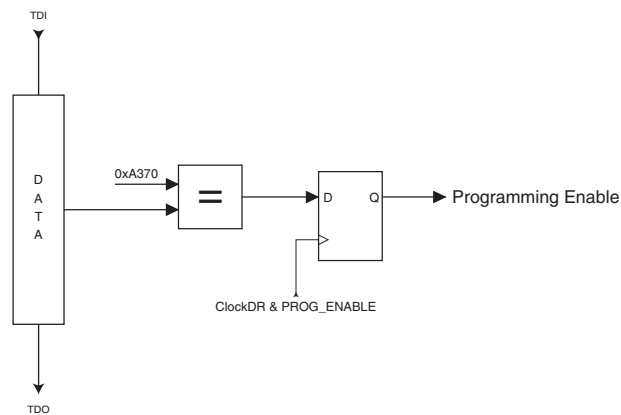 TDI
D
A
T
A
0xA370
=
D
Q
Programming Enable
ClockDR & PROG_ENABLE
TDO